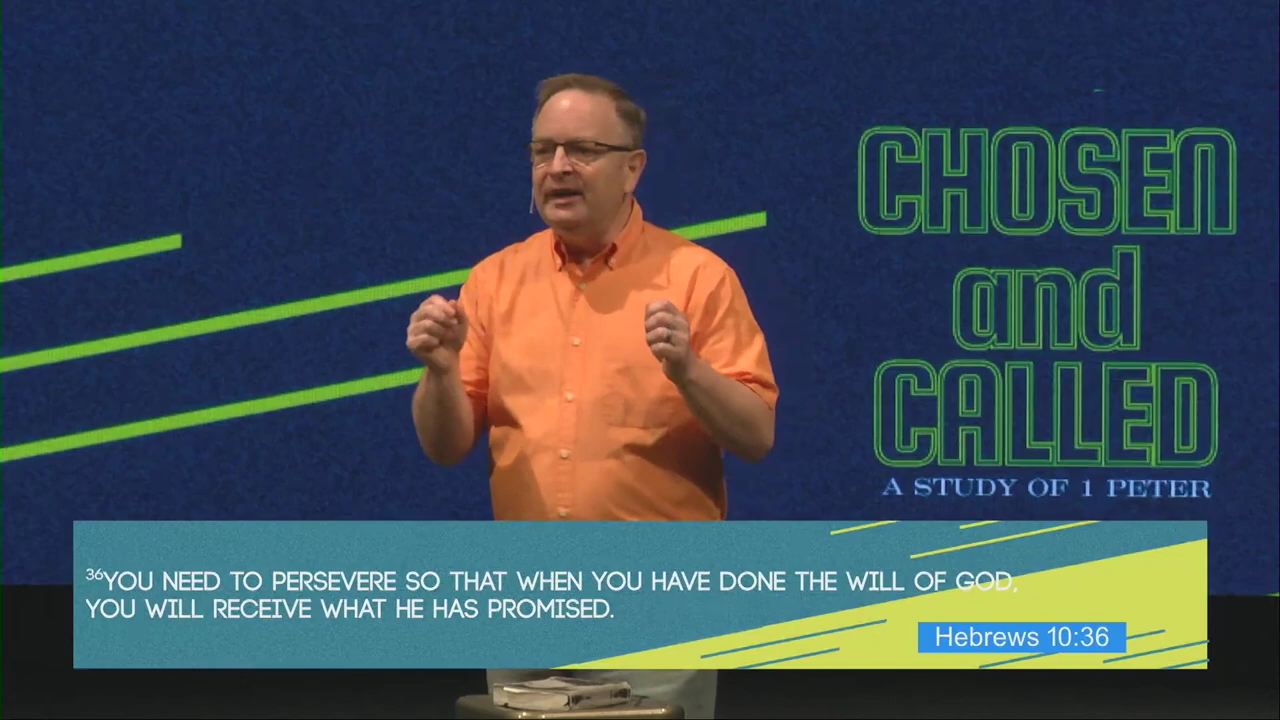 CHOSEN
and
CALLED
A STUDY OF 1 PETER
36YOU NEED TO PERSEVERE SO THAT WHEN YOU HAVE DONE THE WILL OF GOD,
YOU WILL RECEIVE WHAT HE HAS PROMISED.
Hebrews 10:36